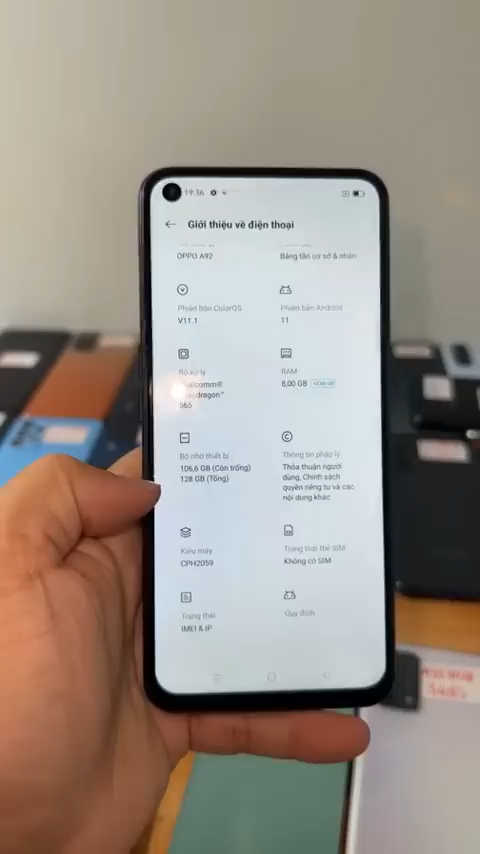 19:36
Giới thiệu về điện thoại
OPPO A92
Băng tần cơ sở & nhân
Phiên bản ColorOS
V11.1
Phiên bản Android
11
Bộ xử lý
Qualcomm®
Snapdragon™
665
RAM
8,00 GB
Bộ nhớ thiết bị
106,6 GB (Còn trống)
128 GB (Tổng)
Thông tin pháp lý
Thỏa thuận người
dùng, Chính sách
quyền riêng tư và các
nội dung khác
Kiểu máy
CPH2059
Trạng thái thẻ SIM
Không có SIM
Trạng thái
IMEI & IP
Quy định